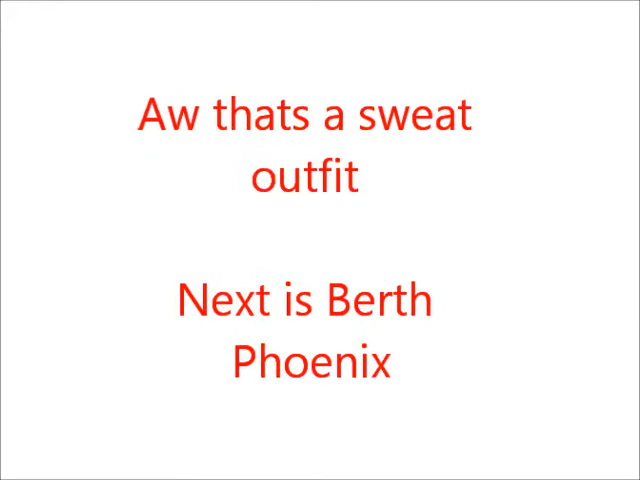 Aw thats a sweat
outfit
Next is Berth
Phoenix